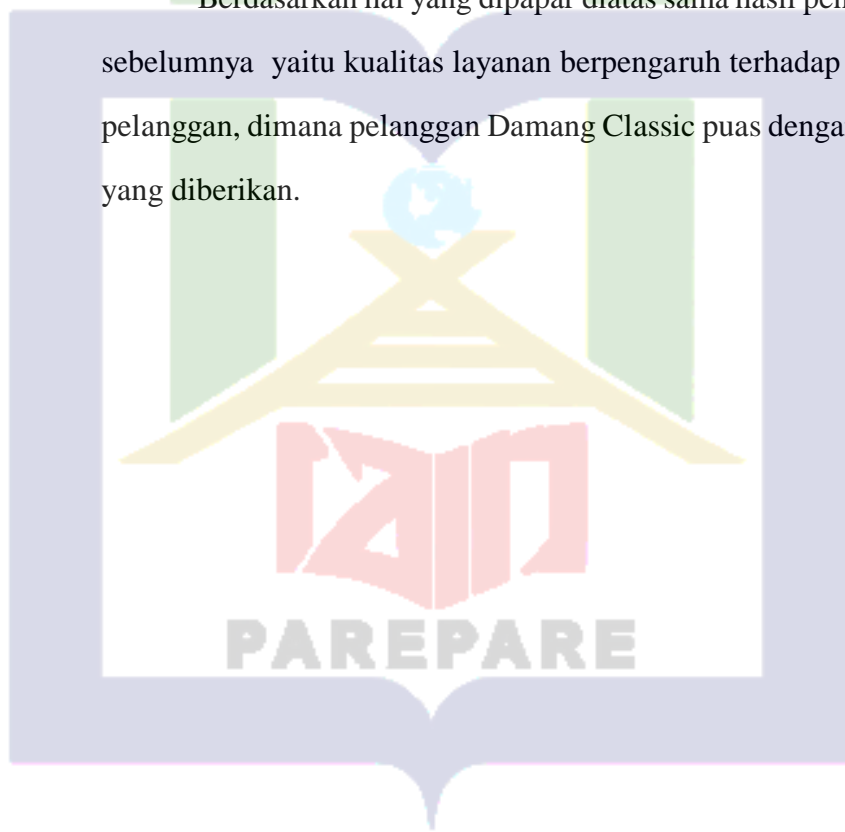 Berdasarkan hal yang dipapar diatas sama hasil pen
sebelumnya yaitu kualitas layanan berpengaruh terhadap
pelanggan, dimana pelanggan Damang Classic puas denga
yang diberikan.
iain
PAREPARE